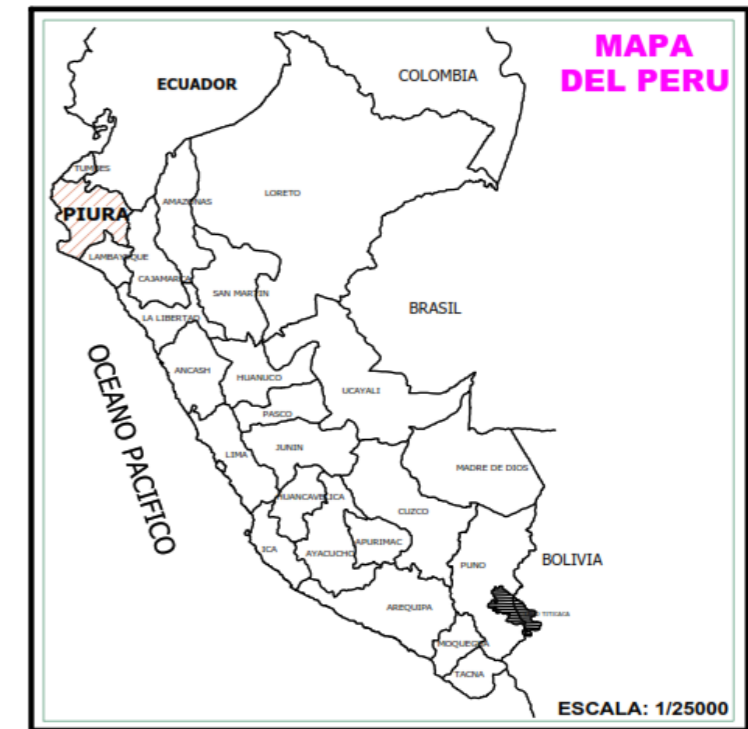 MAPA
DEL PERU
COLOMBIA
ECUADOR
TUMBES
LORETO
AMAZONAS
PIURA
LAMBAYEQUE
CAJAMARCA
SAN MARTIN
BRASIL
LA LIBERTAD
ANCASH
HUANUCO
UCAYALI
OCEANO PACIFICO
PASCO
LIMA
JUNIN
MADRE DE DIOS
HUANCAVELICA
CUZCO
ICA
AYACUCHO
APURIMAC
PUNO
BOLIVIA
AREQUIPA
TITICACA
MOQUEGUA
TACNA
ESCALA: 1/25000